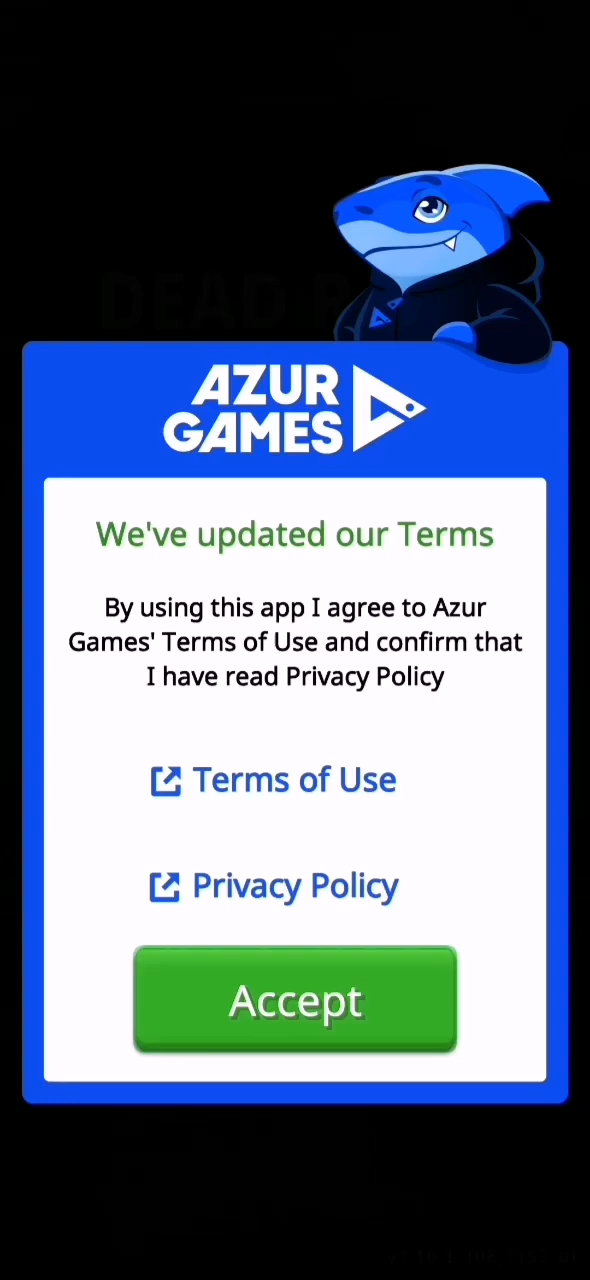 DEAD
AZUR
GAMES
We've updated our Terms
By using this app I agree to Azur
Games' Terms of Use and confirm that
I have read Privacy Policy
Terms of Use
Privacy Policy
Accept